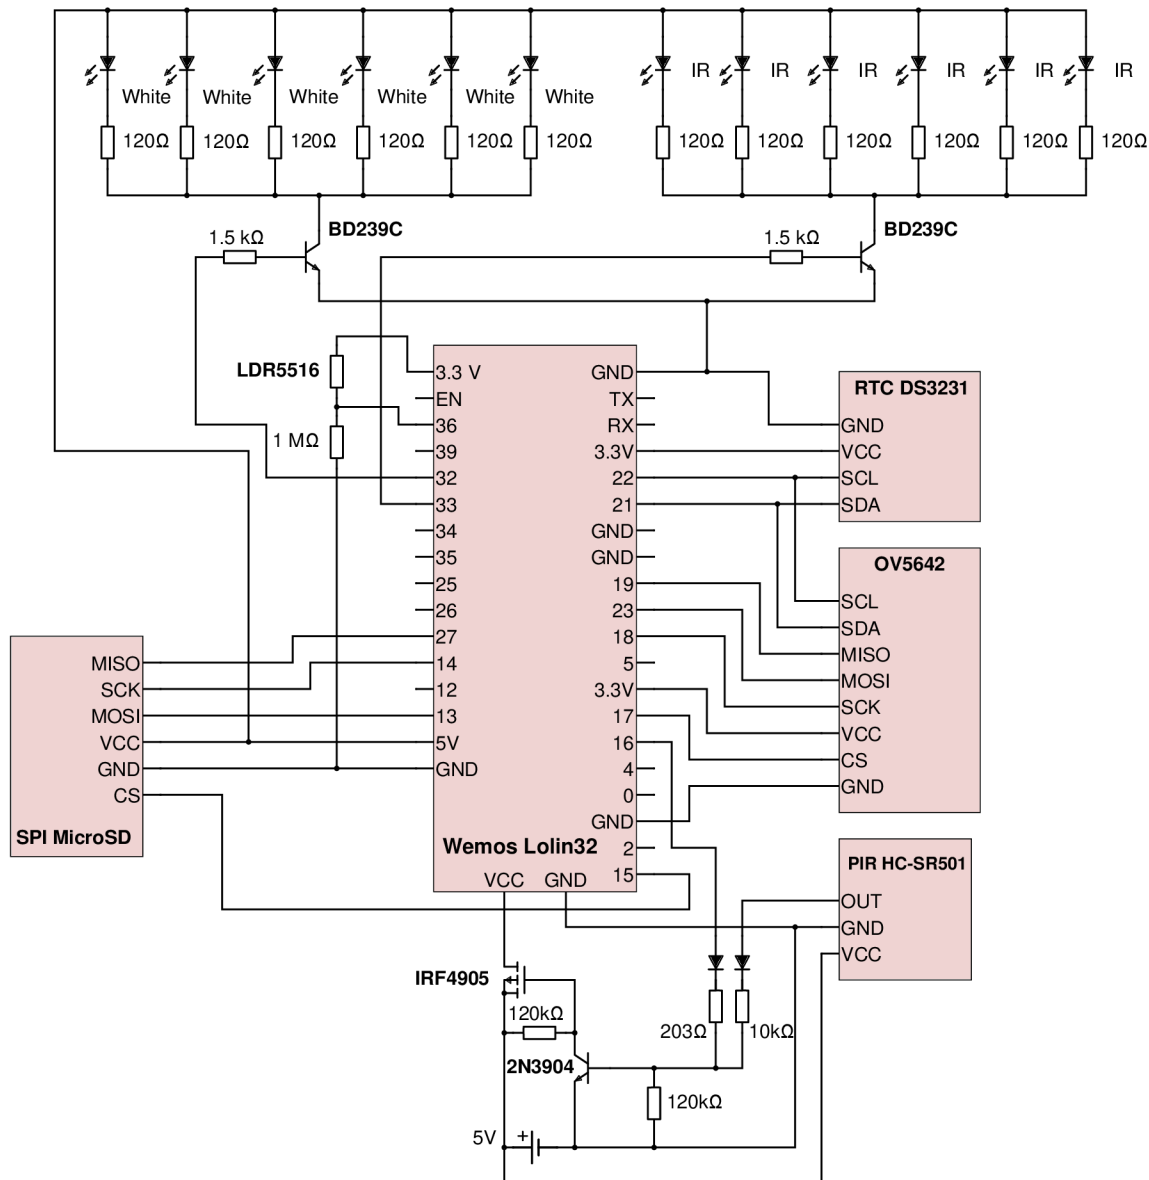 IR IR IR IR IR IR
White White White White White White
120Ω 120Ω 120Ω 120Ω 120Ω 120Ω 120Ω 120Ω 120Ω 120Ω 120Ω 120Ω
BD239C BD239C
1.5 kΩ 1.5 kΩ
LDR5516
1 MΩ
3.3 V
EN
36
39
32
33
34
35
25
26
27
14
12
13
5V
GND
GND
TX
RX
3.3V
22
21
GND
GND
19
23
18
5
3.3V
17
16
4
0
GND
2
15
Wemos Lolin32
VCC GND
RTC DS3231
GND
VCC
SCL
SDA
OV5642
SCL
SDA
MISO
MOSI
SCK
VCC
CS
GND
MISO
SCK
MOSI
VCC
GND
CS
SPI MicroSD
PIR HC-SR501
OUT
GND
VCC
IRF4905
120kΩ
203Ω 10kΩ
2N3904
120kΩ
5V +